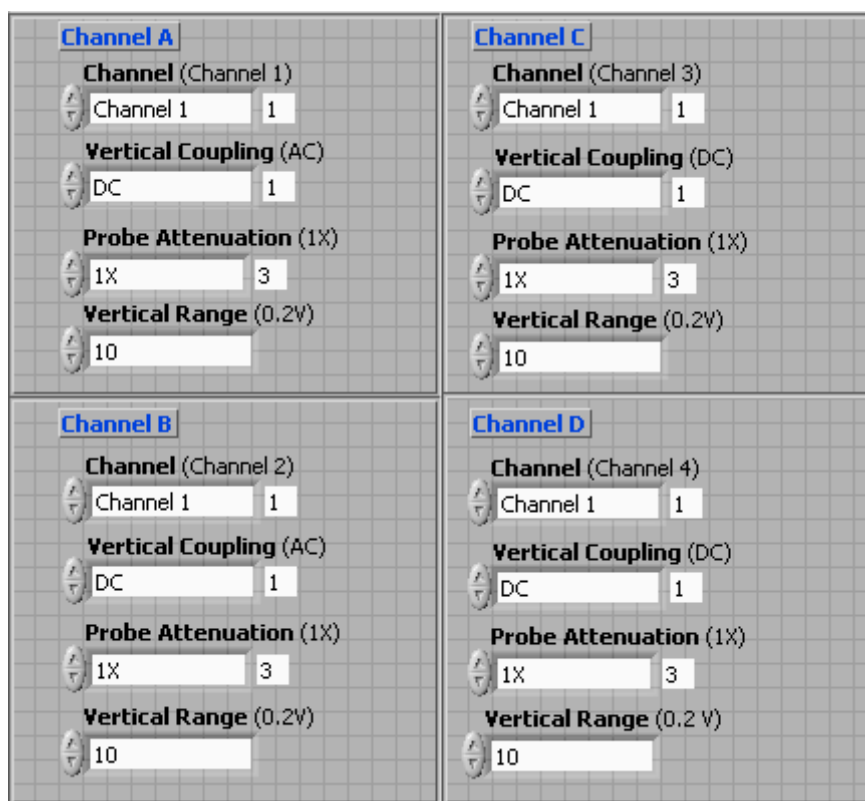 Channel A
Channel (Channel 1)
Channel 1 1
Vertical Coupling (AC)
DC 1
Probe Attenuation (1X)
1X 3
Vertical Range (0.2V)
10
Channel C
Channel (Channel 3)
Channel 1 1
Vertical Coupling (DC)
DC 1
Probe Attenuation (1X)
1X 3
Vertical Range (0.2V)
10
Channel B
Channel (Channel 2)
Channel 1 1
Vertical Coupling (AC)
DC 1
Probe Attenuation (1X)
1X 3
Vertical Range (0.2V)
10
Channel D
Channel (Channel 4)
Channel 1 1
Vertical Coupling (DC)
DC 1
Probe Attenuation (1X)
1X 3
Vertical Range (0.2 V)
10